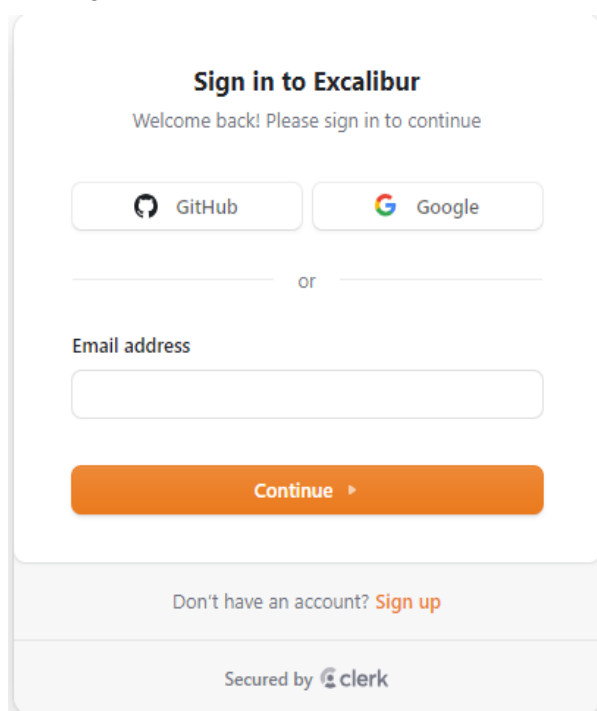 Sign in to Excalibur
Welcome back! Please sign in to continue
GitHub Google
or
Email address
Continue
Don't have an account? Sign up
Secured by clerk